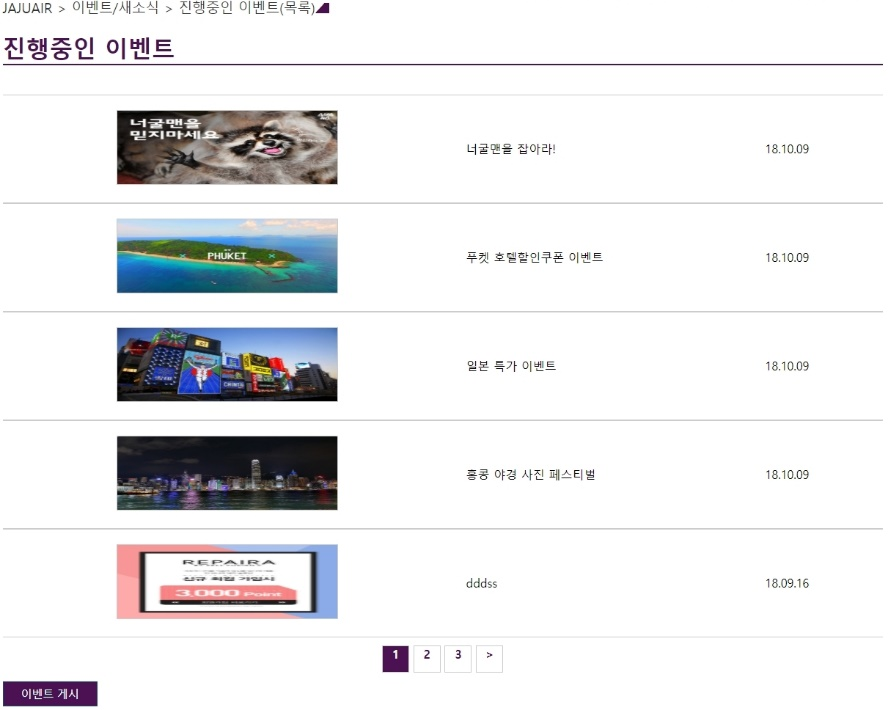 JAJUAIR > 이벤트/새소식 > 진행중인 이벤트(목록)
진행중인 이벤트
너굴맨을
믿지마세요
너굴맨을 잡아라!
18.10.09
PHUKET
푸켓 호텔할인쿠폰 이벤트
18.10.09
일본 특가 이벤트
18.10.09
홍콩 야경 사진 페스티벌
18.10.09
REPAIRA
신규 회원 가입시
3,000 Point
dddss
18.09.16
1 2 3 >
이벤트 게시